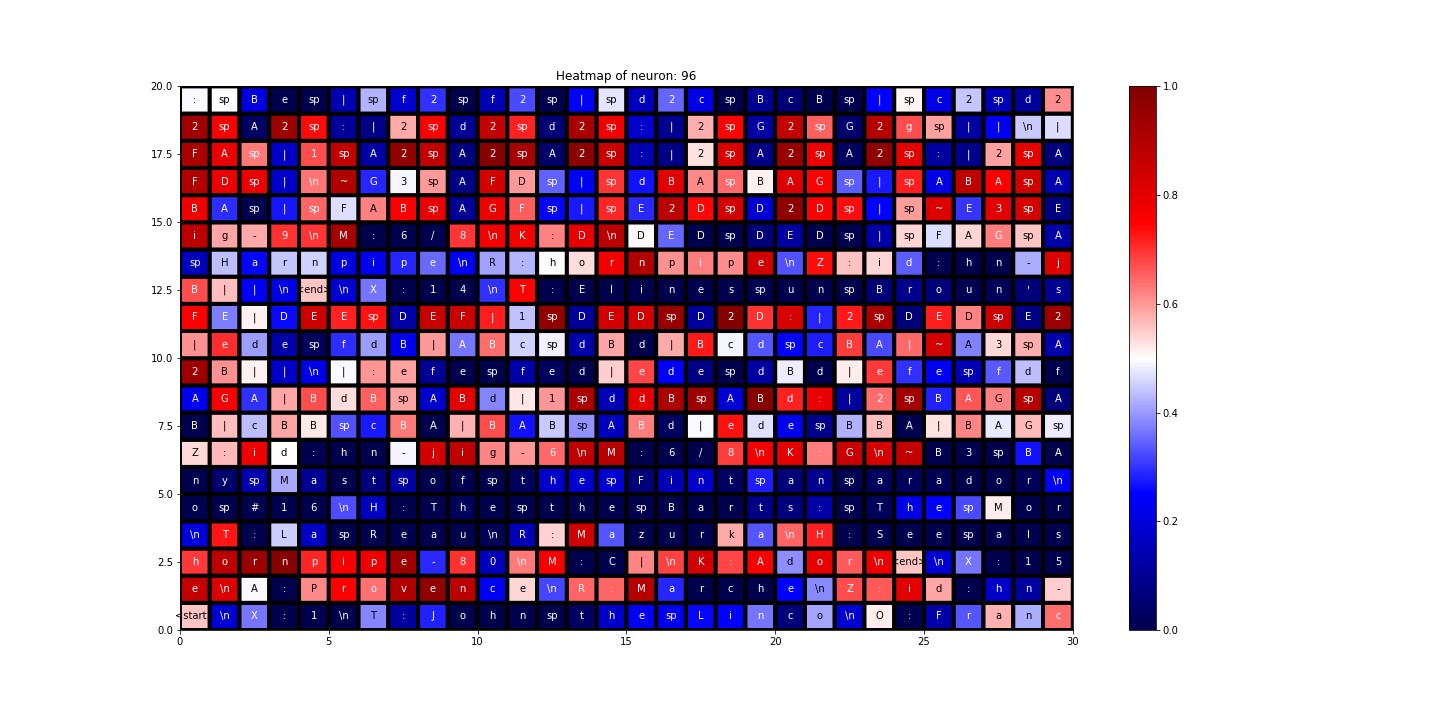 Heatmap of neuron: 96
20.0 : sp B e sp | sp f 2 sp f 2 sp | sp d 2 c sp B c B sp | sp c 2 sp d 2 1.0
2 sp A 2 sp : | 2 sp d 2 sp d 2 sp : | 2 sp G 2 sp G 2 g sp | | \n |
17.5 F A sp | 1 sp A 2 sp A 2 sp A 2 sp : | 2 sp A 2 sp A 2 sp : | 2 sp A
F D sp | \n ~ G 3 sp A F D sp | sp d B A sp B A G sp | sp A B A sp A 0.8
15.0 B A sp | sp F A B sp A G F sp | sp E 2 D sp D 2 D sp | sp ~ E 3 sp E
i g - 9 \n M : 6 / 8 \n K : D \n D E D sp D E D sp | sp F A G sp A
sp H a r n p i p e \n R : h o r n p i p e \n Z : i d : h n - j
12.5 B | | \n <end> \n X : 1 4 \n T : E l i n e s sp u n sp B r o u n ' s 0.6
F E | D E E sp D E F | 1 sp D E D sp D 2 D : | 2 sp D E D sp E 2
10.0 | e d e sp f d B | A B c sp d B d | B c d sp c B A | ~ A 3 sp A
2 B | | \n | : e f e sp f e d | e d e sp d B d | e f e sp f d f
A G A | B d B sp A B d | 1 sp d d B sp A B d : | 2 sp B A G sp A 0.4
7.5 B | c B B sp c B A | B A B sp A B d | e d e sp B B A | B A G sp
Z : i d : h n - j i g - 6 \n M : 6 / 8 \n K : G \n ~ B 3 sp B A
5.0 n y sp M a s t sp o f sp t h e sp F i n t sp a n sp a r a d o r \n
o sp # 1 6 \n H : T h e sp t h e sp B a r t s : sp T h e sp M o r 0.2
\n T : L a sp R e a u \n R : M a z u r k a \n H : S e e sp a l s
2.5 h o r n p i p e - 8 0 \n M : C | \n K : A d o r \n <end> \n X : 1 5
e \n A : P r o v e n c e \n R : M a r c h e \n Z : i d : h n -
0.0 <start \n X : 1 \n T : J o h n sp t h e sp L i n c o \n O : F r a n c 0.0
0 5 10 15 20 25 30